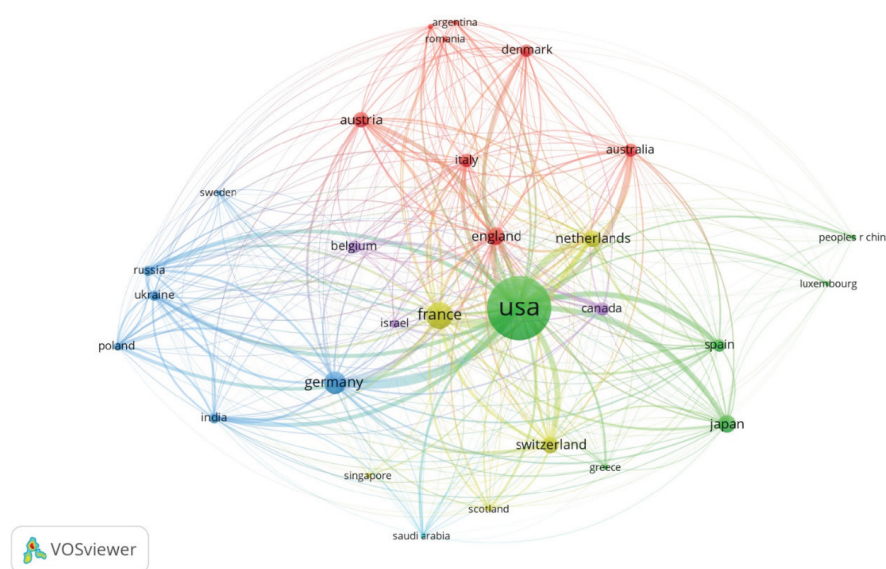 argentina
romania
denmark
austria
italy
australia
sweden
england
netherlands
belgium
peoples r chin
russia
luxembourg
ukraine
usa
canada
france
israel
spain
poland
germany
india
japan
switzerland
greece
singapore
scotland
saudi arabia
VOSviewer